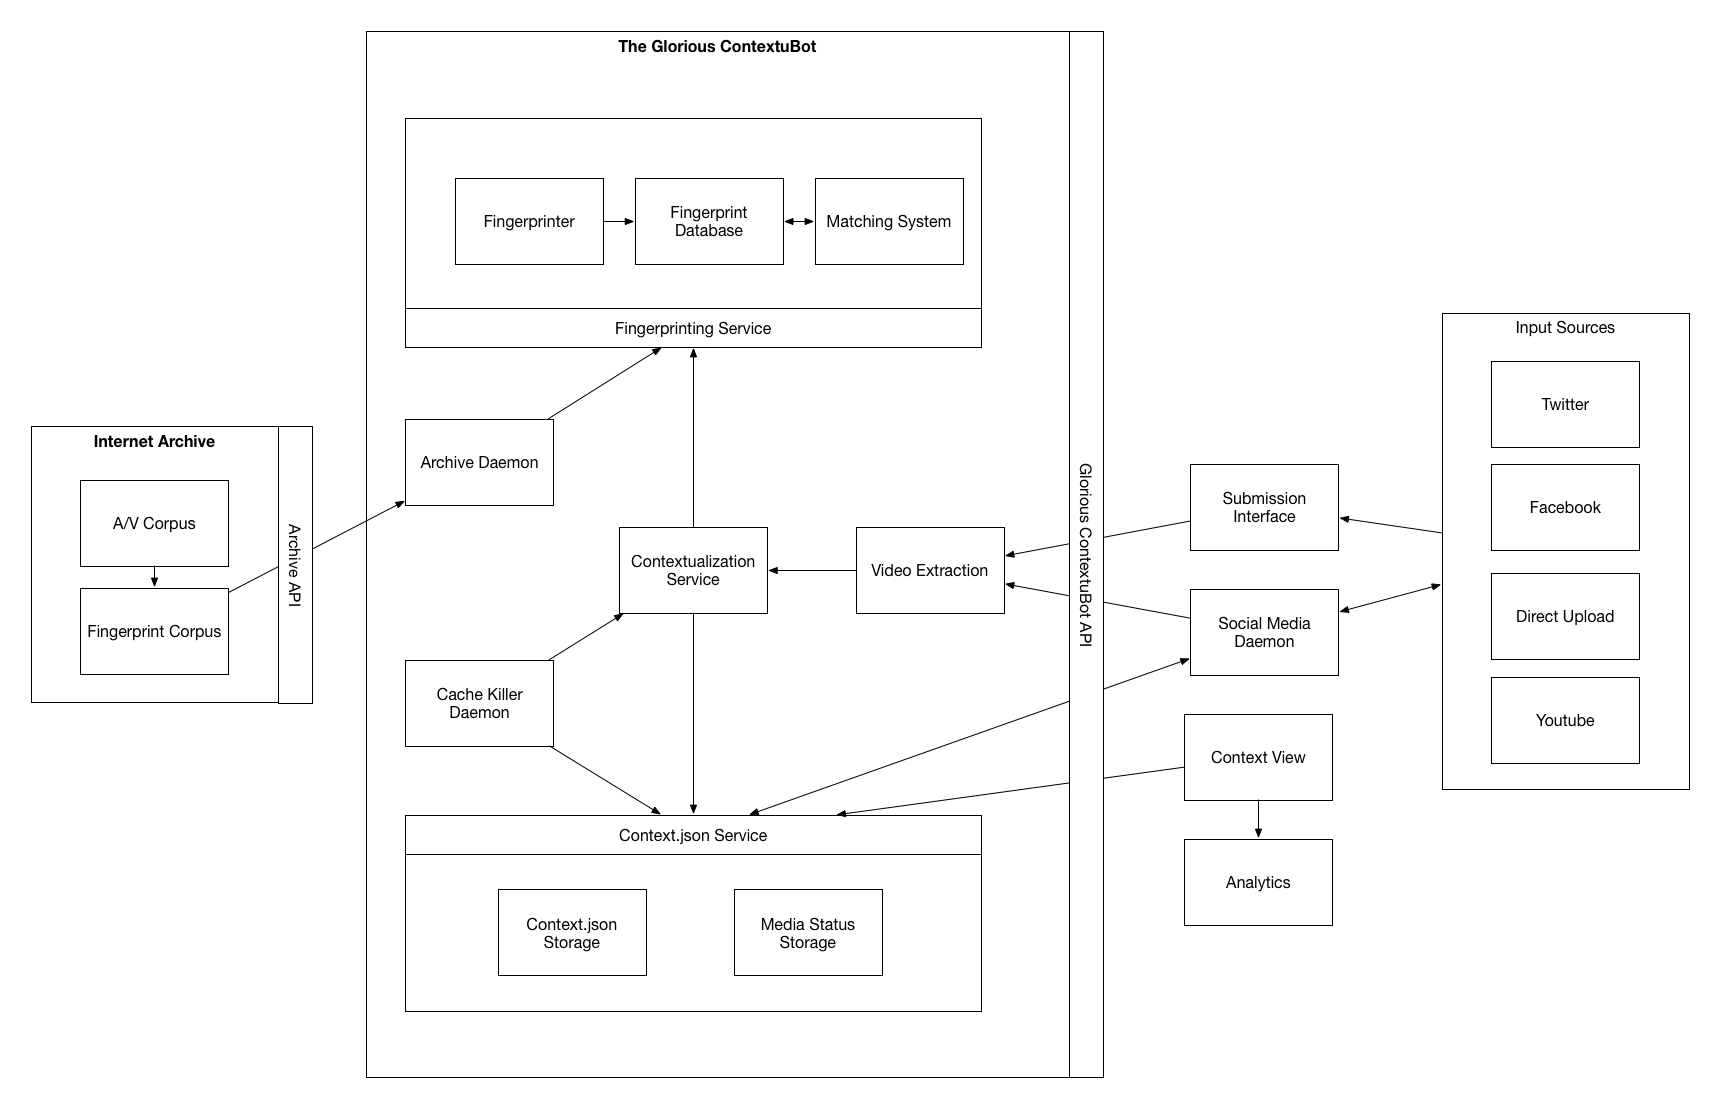 The Glorious ContextuBot
Fingerprinter
Fingerprint
Database
Matching System
Fingerprinting Service
Internet Archive
A/V Corpus
Fingerprint Corpus
Archive API
Archive Daemon
Contextualization
Service
Video Extraction
Cache Killer
Daemon
Context.json Service
Context.json
Storage
Media Status
Storage
Glorious ContextuBot API
Submission
Interface
Social Media
Daemon
Context View
Analytics
Input Sources
Twitter
Facebook
Direct Upload
Youtube